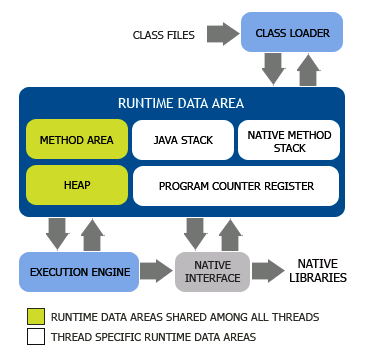 CLASS FILES
CLASS LOADER
RUNTIME DATA AREA
METHOD AREA
JAVA STACK
NATIVE METHOD
STACK
HEAP
PROGRAM COUNTER REGISTER
EXECUTION ENGINE
NATIVE
INTERFACE
NATIVE
LIBRARIES
RUNTIME DATA AREAS SHARED AMONG ALL THREADS
THREAD SPECIFIC RUNTIME DATA AREAS